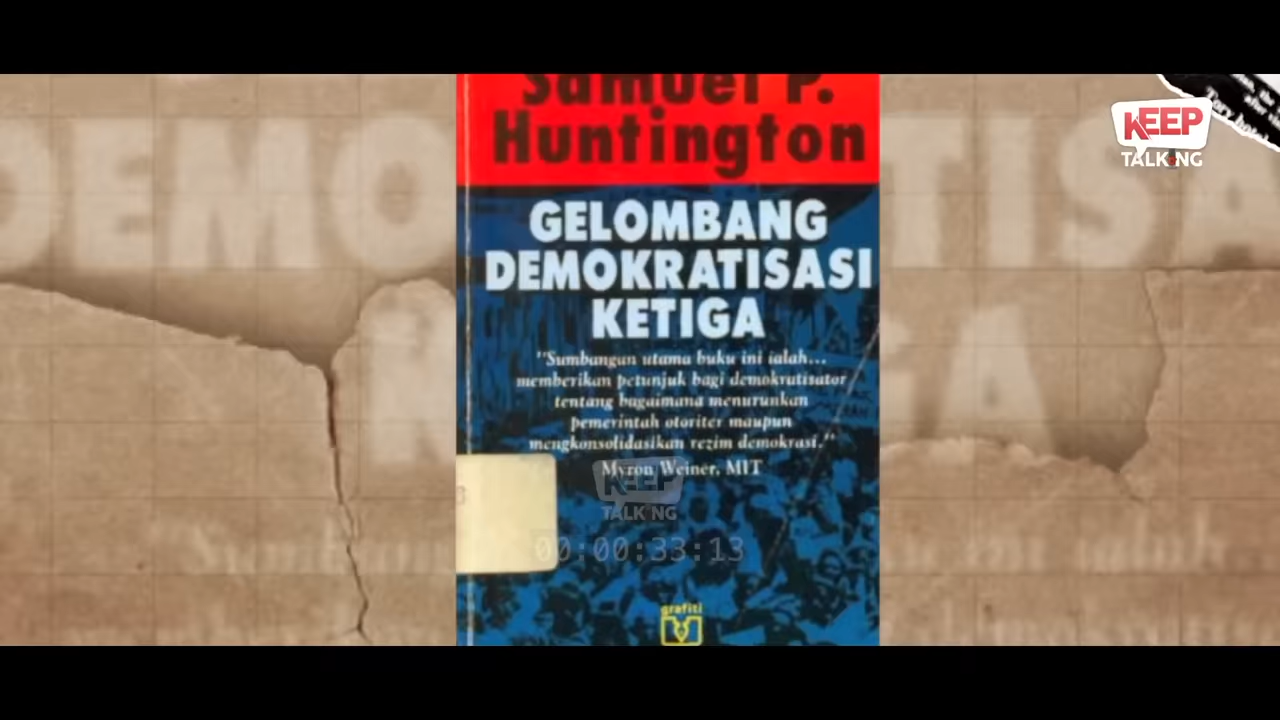 Samuel P.
Huntington
GELOMBANG
DEMOKRATISASI
KETIGA
"Sumbangan utama buku ini ialah...
memberikan petunjuk bagi demokratisator
tentang bagaimana menurunkan
pemerintah otoriter maupun
mengkonsolidasikan rezim demokrasi."
Myron Weiner, MIT
KEEP
TALKING
00:00:33:13
grafiti
KEEP
TALKING